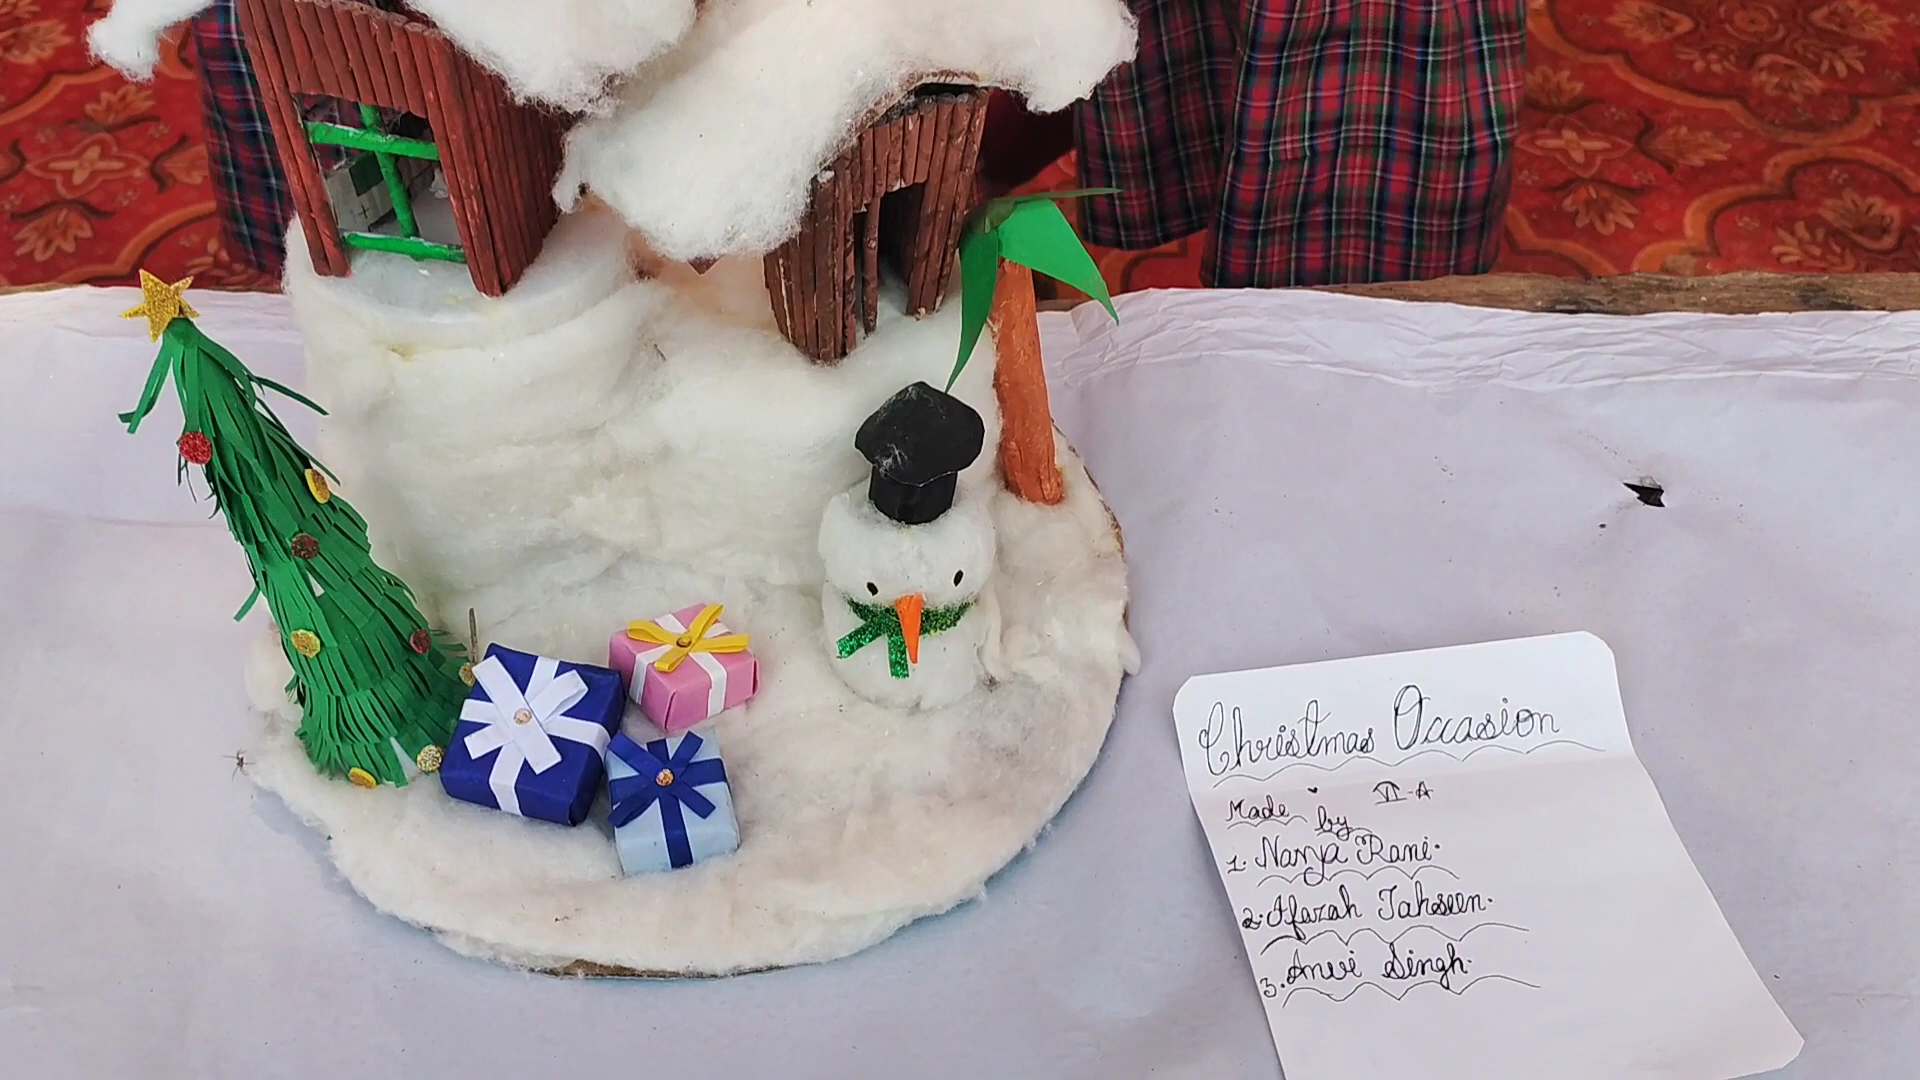 Christmas Occasion
Made by VI-A
1. Nanya Rani.
2. Afazah Tahseen.
3. Anvi Singh.